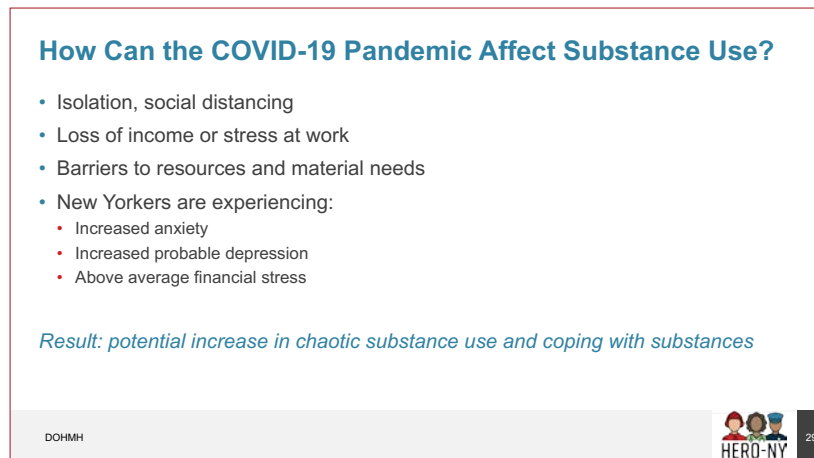 How Can the COVID-19 Pandemic Affect Substance Use?
• Isolation, social distancing
• Loss of income or stress at work
• Barriers to resources and material needs
• New Yorkers are experiencing:
• Increased anxiety
• Increased probable depression
• Above average financial stress
Result: potential increase in chaotic substance use and coping with substances
DOHMH
HERO-NY
29